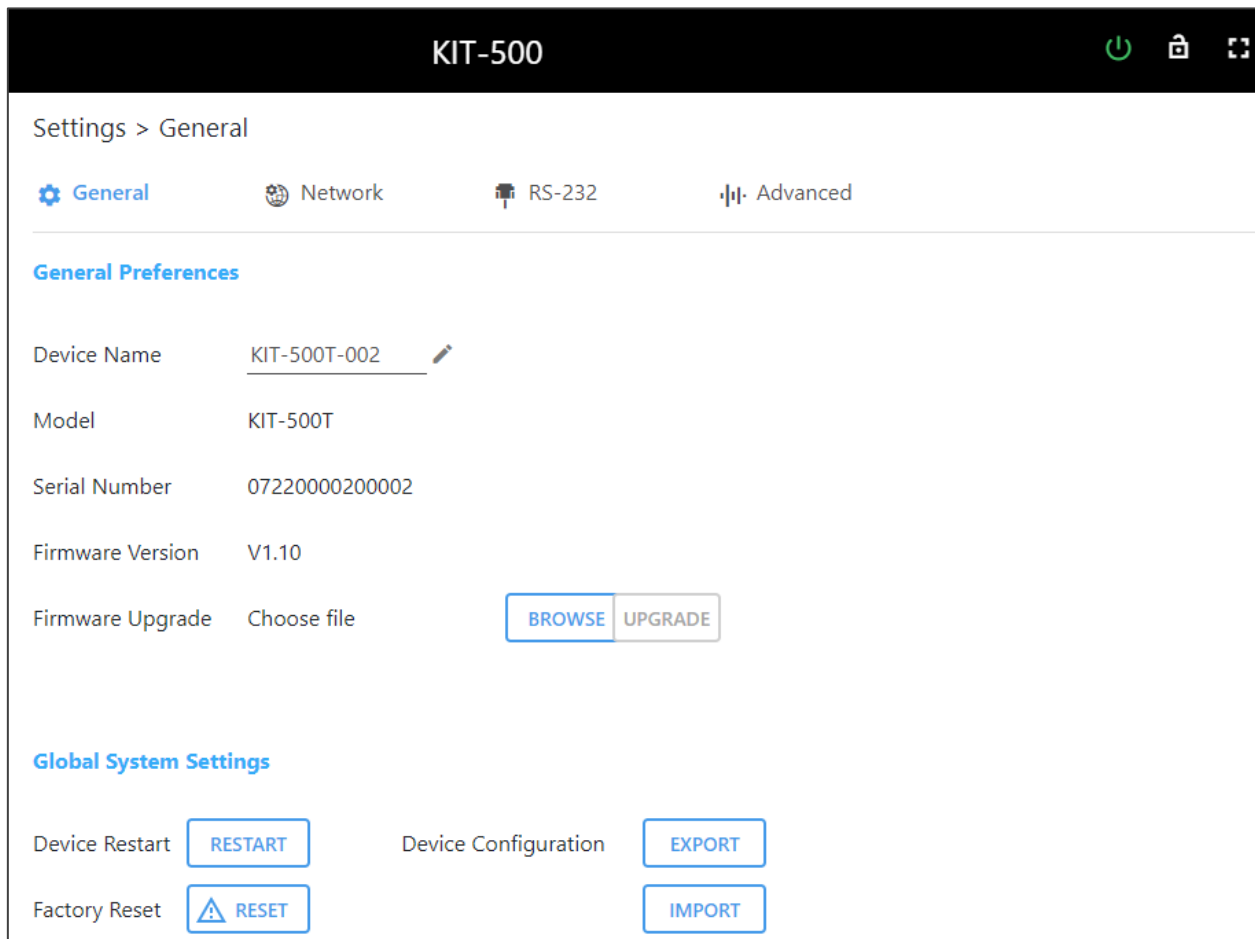 KIT-500
Settings > General
General Network RS-232 Advanced
General Preferences
Device Name KIT-500T-002
Model KIT-500T
Serial Number 07220000200002
Firmware Version V1.10
Firmware Upgrade Choose file BROWSE UPGRADE
Global System Settings
Device Restart RESTART Device Configuration EXPORT
Factory Reset RESET IMPORT